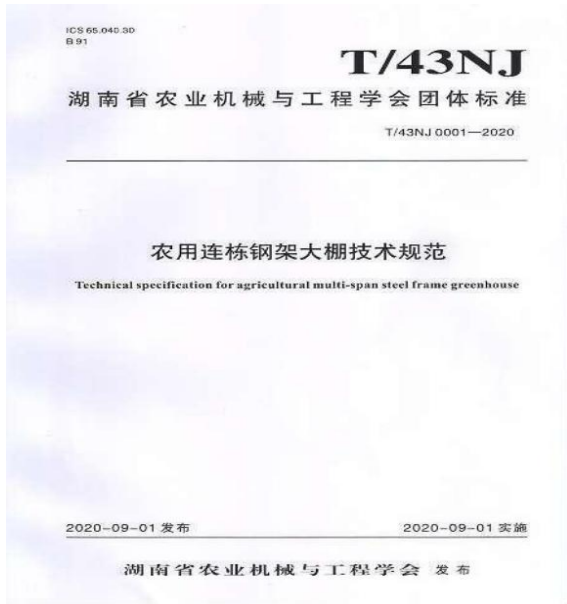 ICS 65.040.30
B 91
T/43NJ
湖南省农业机械与工程学会团体标准
T/43NJ 0001—2020
农用连栋钢架大棚技术规范
Technical specification for agricultural multi-span steel frame greenhouse
2020-09-01 发布
2020-09-01 实施
湖南省农业机械与工程学会 发布